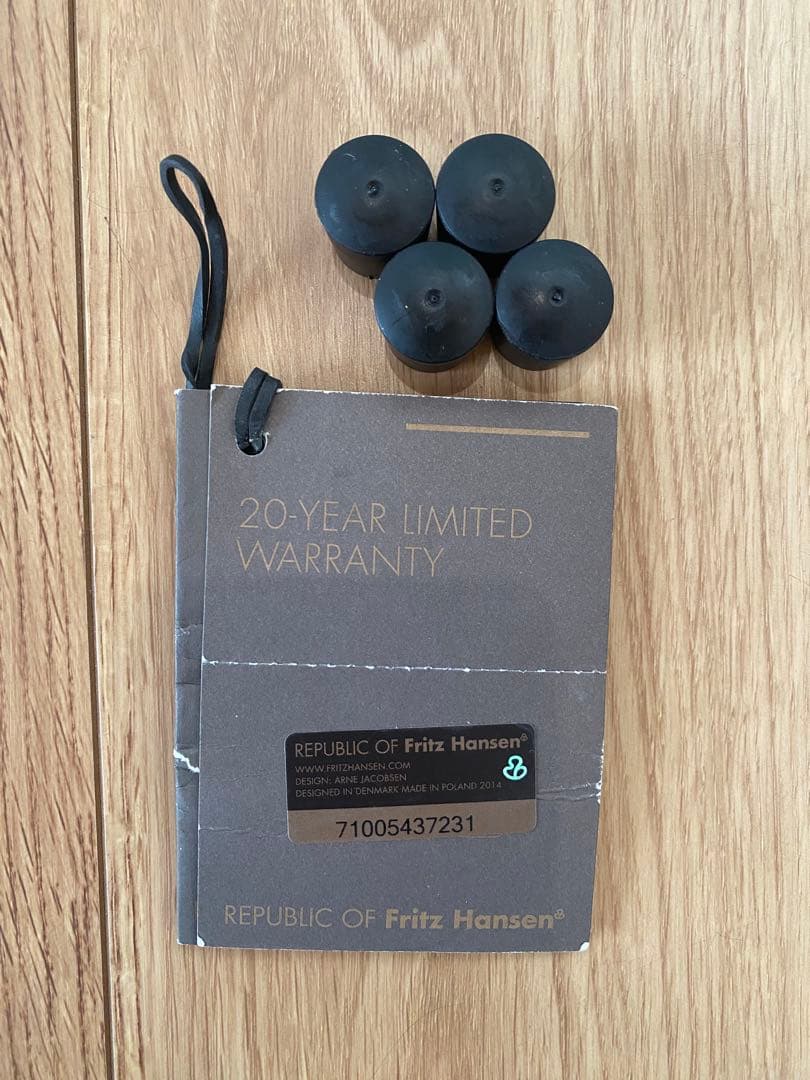 20-YEAR LIMITED
WARRANTY
REPUBLIC OF Fritz Hansen®
WWW.FRITZHANSEN.COM
DESIGN: ARNE JACOBSEN
DESIGNED IN DENMARK MADE IN POLAND 2014
71005437231
REPUBLIC OF Fritz Hansen®